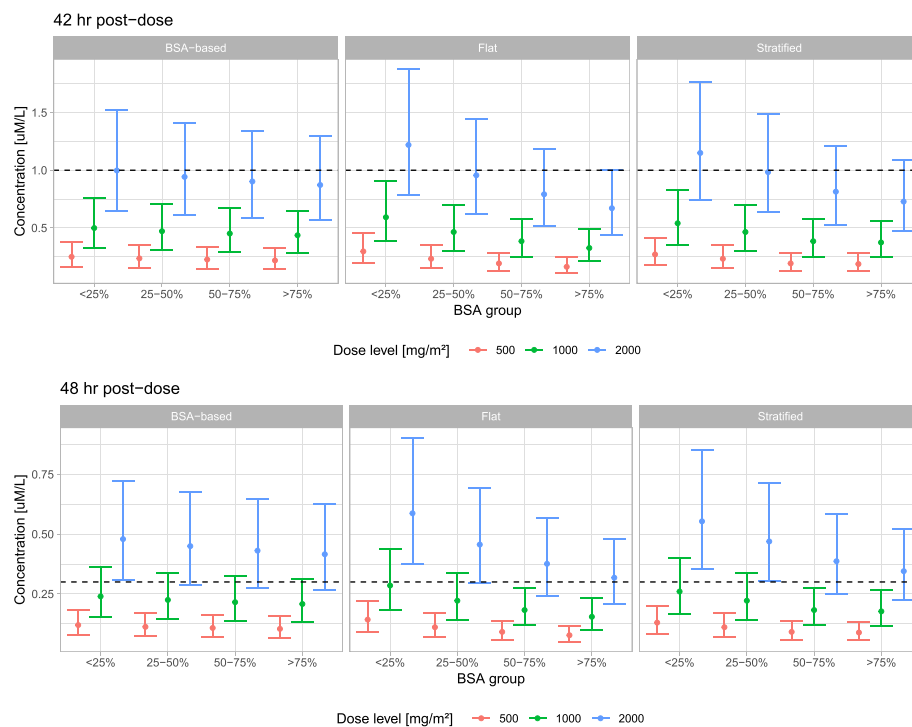 42 hr post−dose
BSA−based Flat Stratified
Concentration [uM/L]
1.5
1.0
0.5
<25% 25−50% 50−75% >75% <25% 25−50% 50−75% >75% <25% 25−50% 50−75% >75%
BSA group
Dose level [mg/m²] 500 1000 2000
48 hr post−dose
BSA−based Flat Stratified
Concentration [uM/L]
0.75
0.50
0.25
<25% 25−50% 50−75% >75% <25% 25−50% 50−75% >75% <25% 25−50% 50−75% >75%
BSA group
Dose level [mg/m²] 500 1000 2000